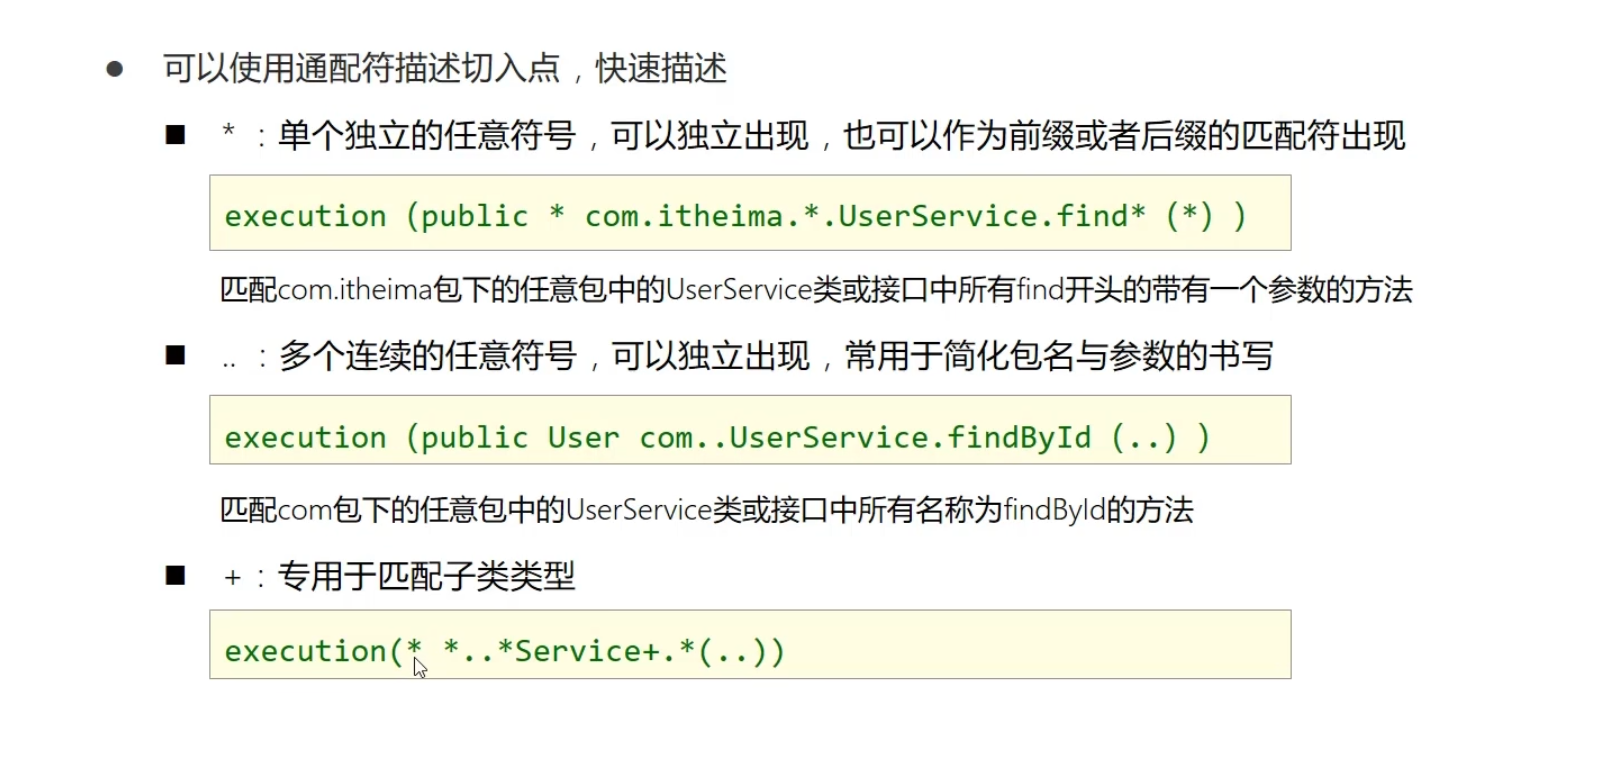 可以使用通配符描述切入点，快速描述
* ：单个独立的任意符号，可以独立出现，也可以作为前缀或者后缀的匹配符出现
execution (public * com.itheima.*.UserService.find* (*) )
匹配com.itheima包下的任意包中的UserService类或接口中所有find开头的带有一个参数的方法
.. ：多个连续的任意符号，可以独立出现，常用于简化包名与参数的书写
execution (public User com..UserService.findById (..) )
匹配com包下的任意包中的UserService类或接口中所有名称为findById的方法
+ ：专用于匹配子类类型
execution(* *..*Service+.*(..))